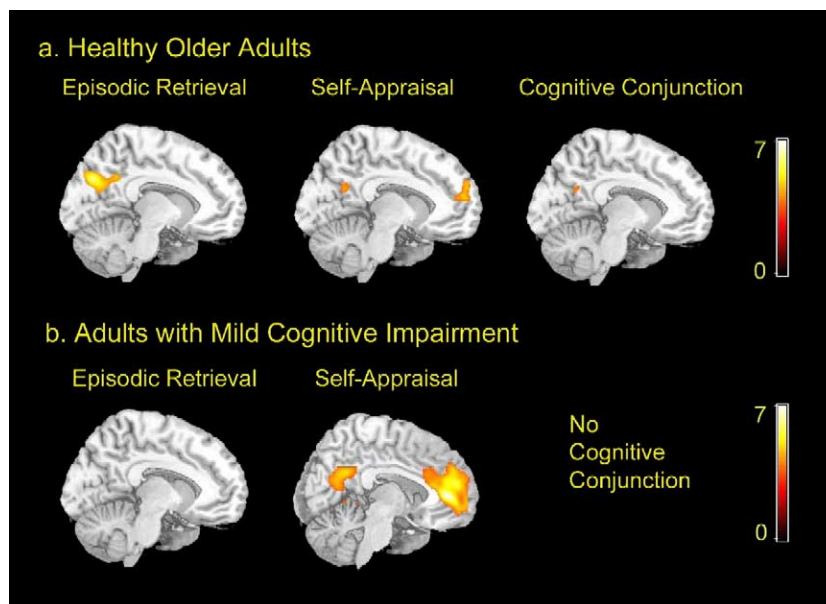 a. Healthy Older Adults
Episodic Retrieval
Self-Appraisal
Cognitive Conjunction
7
0
b. Adults with Mild Cognitive Impairment
Episodic Retrieval
Self-Appraisal
No
Cognitive
Conjunction
7
0